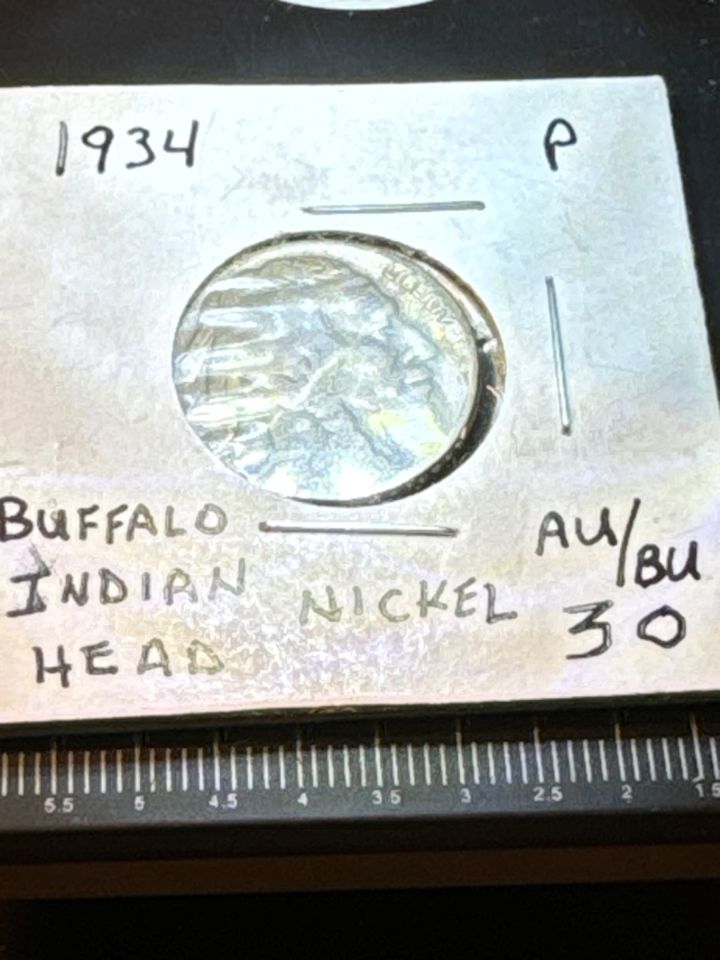 1934 P
BUFFALO
INDIAN NICKEL
HEAD
AU/BU
30
5.5 5 4.5 4 3.5 3 2.5 2 1.5